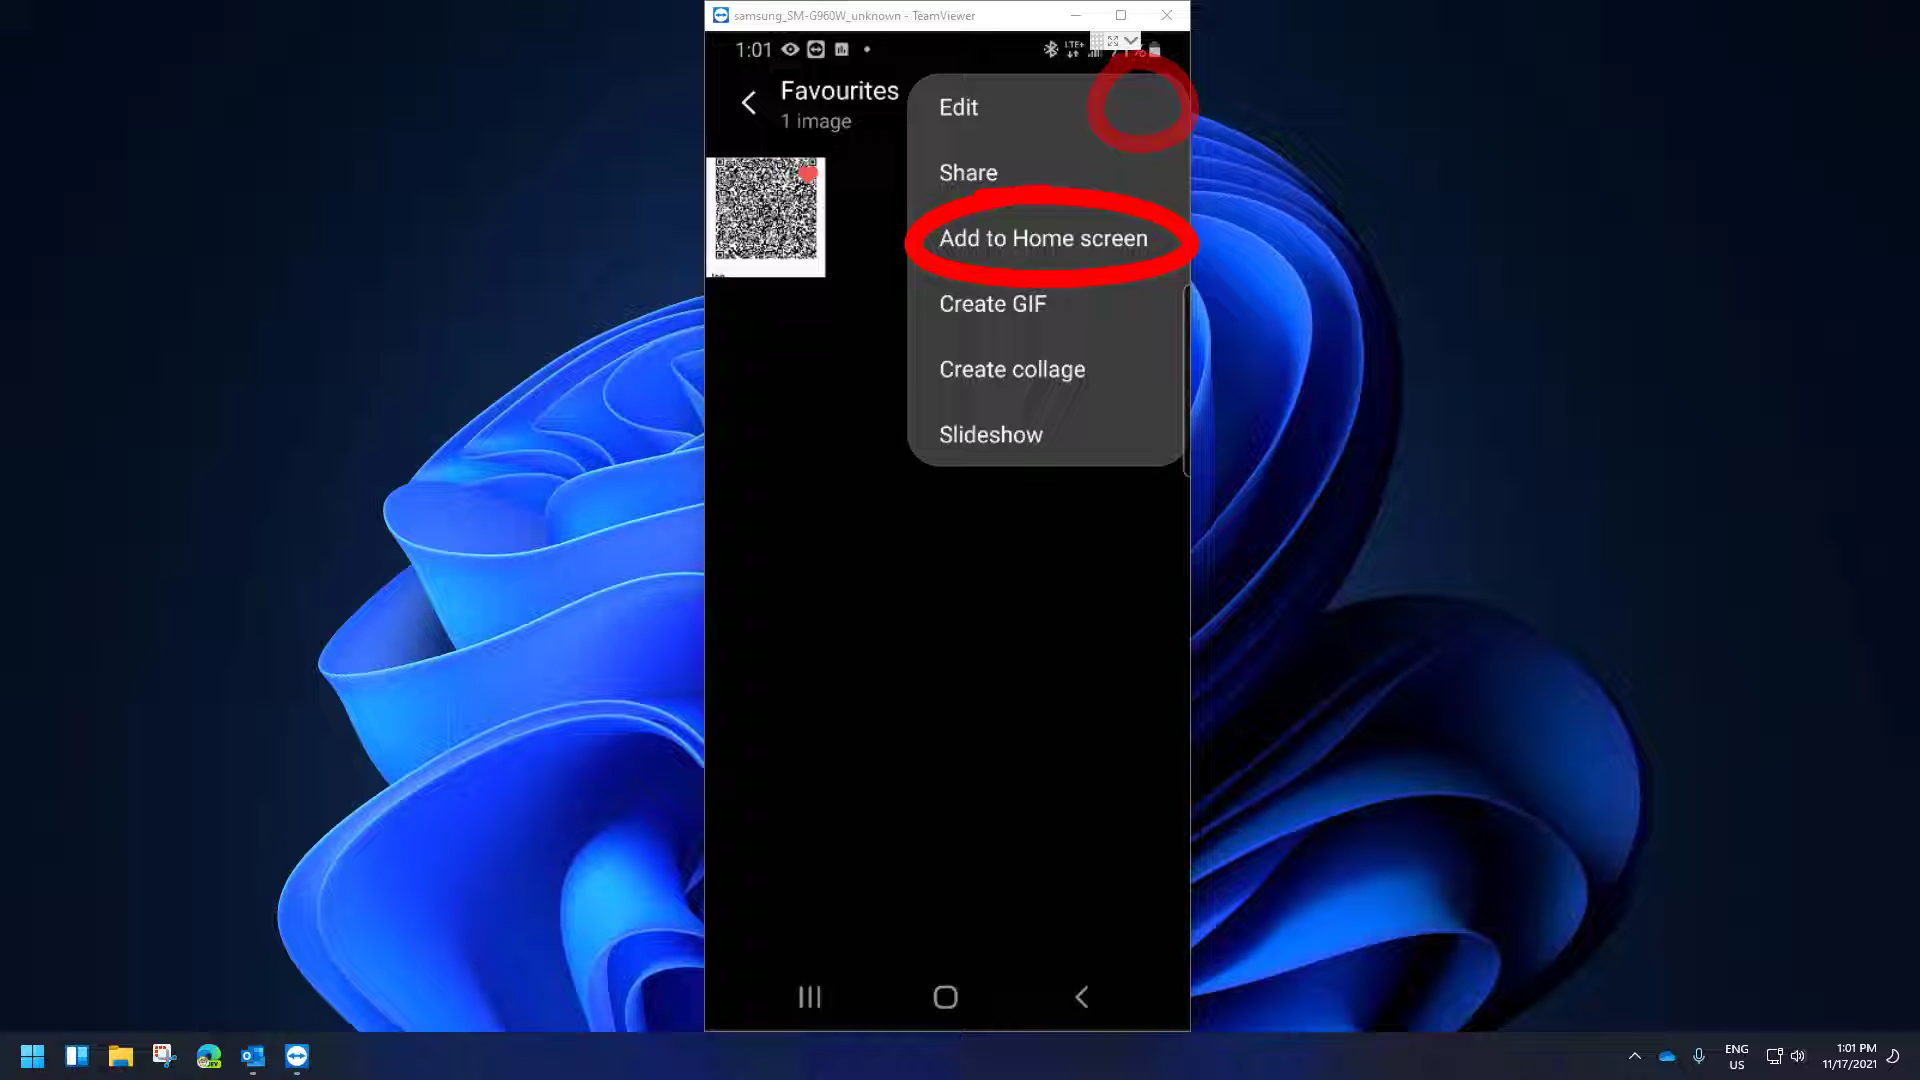 samsung_SM-G960W_unknown - TeamViewer
1:01
LTE+
Favourites
1 image
Edit
Share
Add to Home screen
Create GIF
Create collage
Slideshow
ENG
US
1:01 PM
11/17/2021